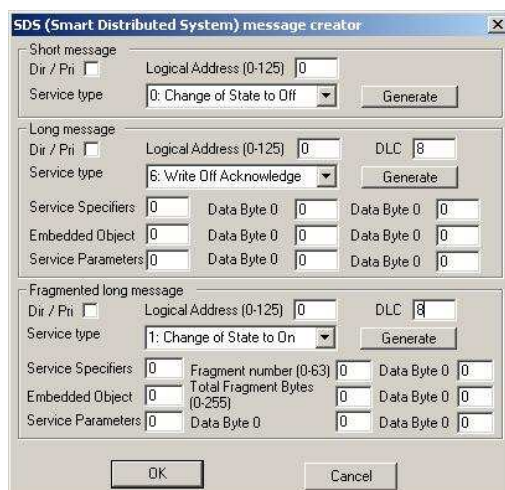 SDS (Smart Distributed System) message creator
Short message
Dir / Pri Logical Address (0-125) 0
Service type 0: Change of State to Off Generate
Long message
Dir / Pri Logical Address (0-125) 0 DLC 8
Service type 6: Write Off Acknowledge Generate
Service Specifiers 0 Data Byte 0 0 Data Byte 0 0
Embedded Object 0 Data Byte 0 0 Data Byte 0 0
Service Parameters 0 Data Byte 0 0 Data Byte 0 0
Fragmented long message
Dir / Pri Logical Address (0-125) 0 DLC 8
Service type 1: Change of State to On Generate
Service Specifiers 0 Fragment number (0-63) 0 Data Byte 0 0
Embedded Object 0 Total Fragment Bytes (0-255) 0 Data Byte 0 0
Service Parameters 0 Data Byte 0 0 Data Byte 0 0
OK Cancel